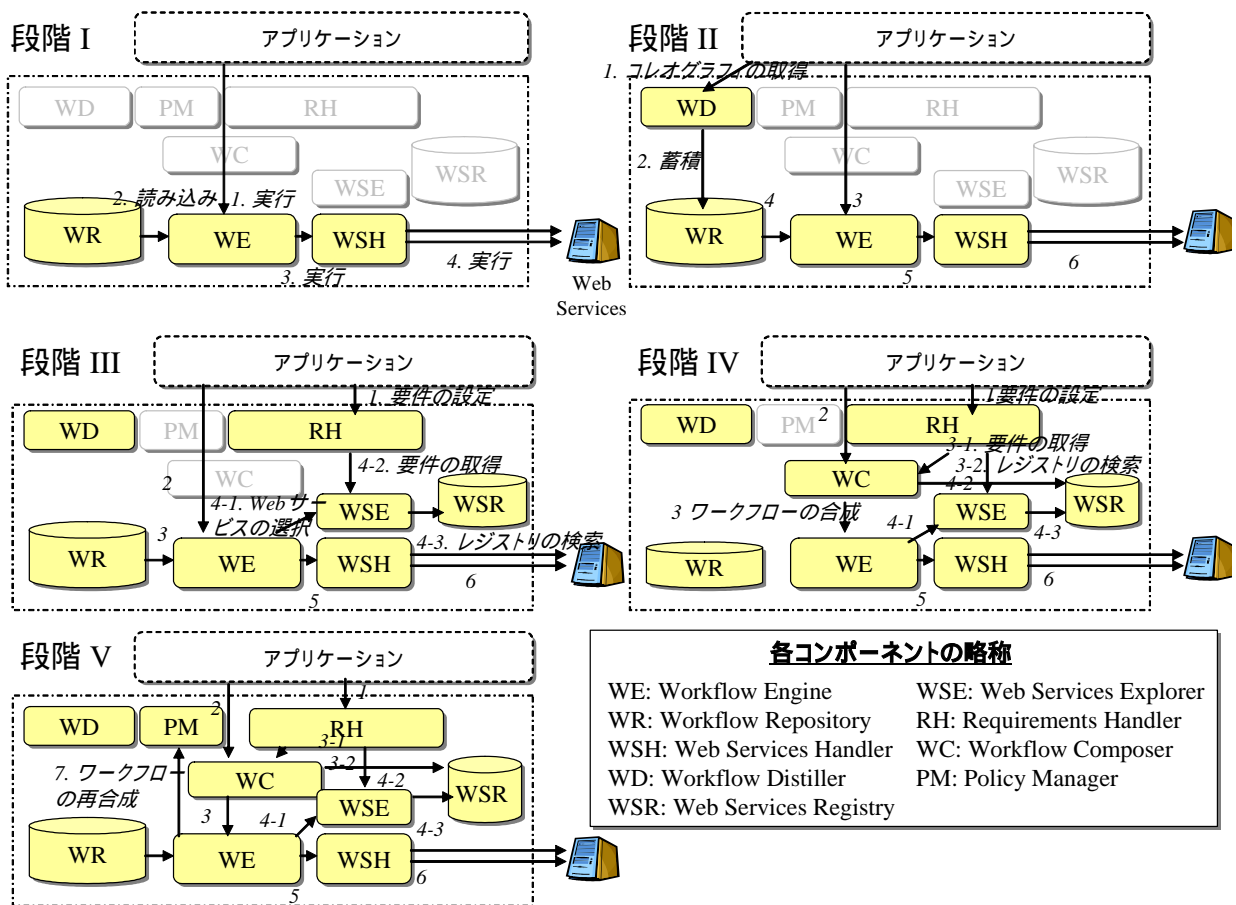 段階 I
アプリケーション
WD
PM
RH
WC
WSE
WSR
2. 読み込み
1. 実行
WR
WE
WSH
3. 実行
4. 実行
Web
Services
段階 II
アプリケーション
1. コレオグラフィの取得
WD
PM
RH
2. 蓄積
WC
WSE
WSR
4
3
WR
WE
WSH
5
6
段階 III
アプリケーション
1. 要件の設定
WD
PM
RH
4-2. 要件の取得
2
WC
4-1. Web サー
ビスの選択
WSE
WSR
3
4-3. レジストリの検索
WR
WE
WSH
5
6
段階 IV
アプリケーション
1要件の設定
WD
PM
2
RH
3-1. 要件の取得
3-2. レジストリの検索
WC
4-2
WSR
3 ワークフローの合成
4-1
WSE
4-3
WR
WE
WSH
5
6
段階 V
アプリケーション
1
WD
PM
2
RH
3-1
3-2
7. ワークフロー
の再合成
WC
4-2
WSE
WSR
3
4-1
4-3
WR
WE
WSH
5
6
各コンポーネントの略称
WE: Workflow Engine
WR: Workflow Repository
WSH: Web Services Handler
WD: Workflow Distiller
WSR: Web Services Registry
WSE: Web Services Explorer
RH: Requirements Handler
WC: Workflow Composer
PM: Policy Manager